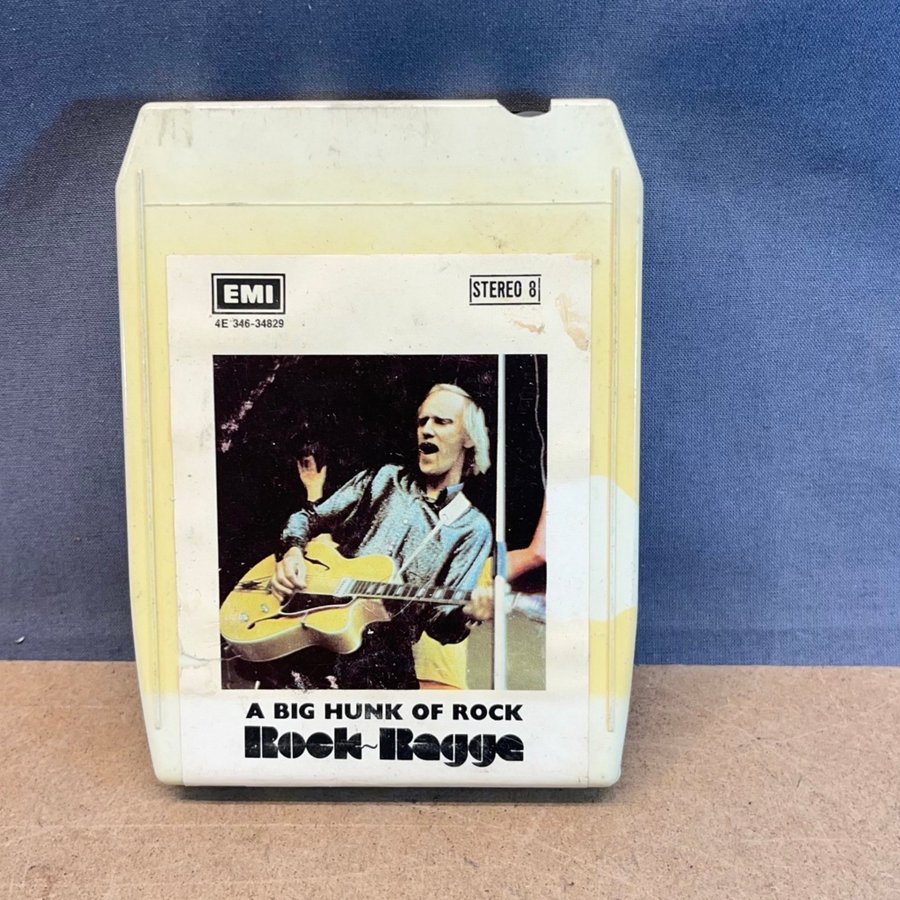 EMI
STEREO 8
4E 346-34829
A BIG HUNK OF ROCK
Rock~Ragge